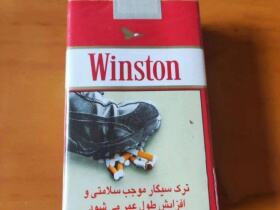 Winston
ترک سیگار موجب سلامتی و
افزایش طول عمر می شود